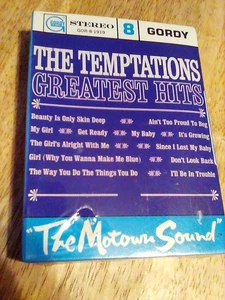 STEREO 8 GORDY
GOR 8-1919
THE TEMPTATIONS
GREATEST HITS
Beauty Is Only Skin Deep Ain't Too Proud To Beg
My Girl Get Ready My Baby It's Growing
The Girl's Alright With Me Since I Lost My Baby
Girl (Why You Wanna Make Me Blue) Don't Look Back
The Way You Do The Things You Do I'll Be In Trouble
"The Motown Sound"